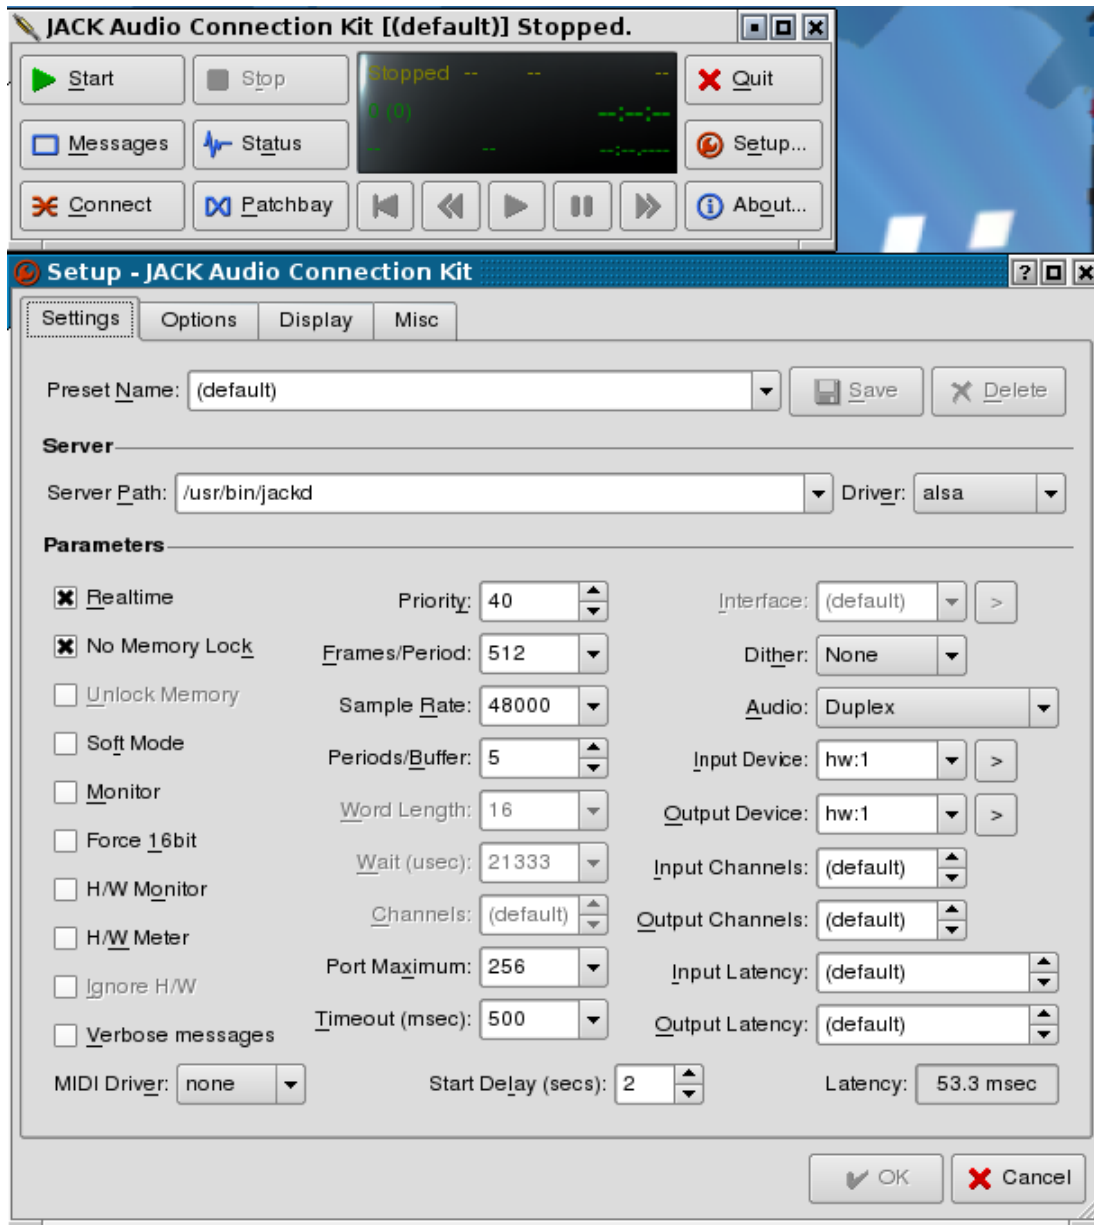 JACK Audio Connection Kit [(default)] Stopped.
Start Stop Stopped -- -- -- Quit
0 (0) --:--:--
Messages Status -- -- --:--.---- Setup...
Connect Patchbay About...
Setup - JACK Audio Connection Kit
Settings Options Display Misc
Preset Name: (default) Save Delete
Server
Server Path: /usr/bin/jackd Driver: alsa
Parameters
Realtime Priority: 40 Interface: (default) >
No Memory Lock Frames/Period: 512 Dither: None
Unlock Memory Sample Rate: 48000 Audio: Duplex
Soft Mode Periods/Buffer: 5 Input Device: hw:1 >
Monitor Word Length: 16 Output Device: hw:1 >
Force 16bit Wait (usec): 21333 Input Channels: (default)
H/W Monitor Channels: (default) Output Channels: (default)
H/W Meter Port Maximum: 256 Input Latency: (default)
Ignore H/W Timeout (msec): 500 Output Latency: (default)
Verbose messages
MIDI Driver: none Start Delay (secs): 2 Latency: 53.3 msec
OK Cancel